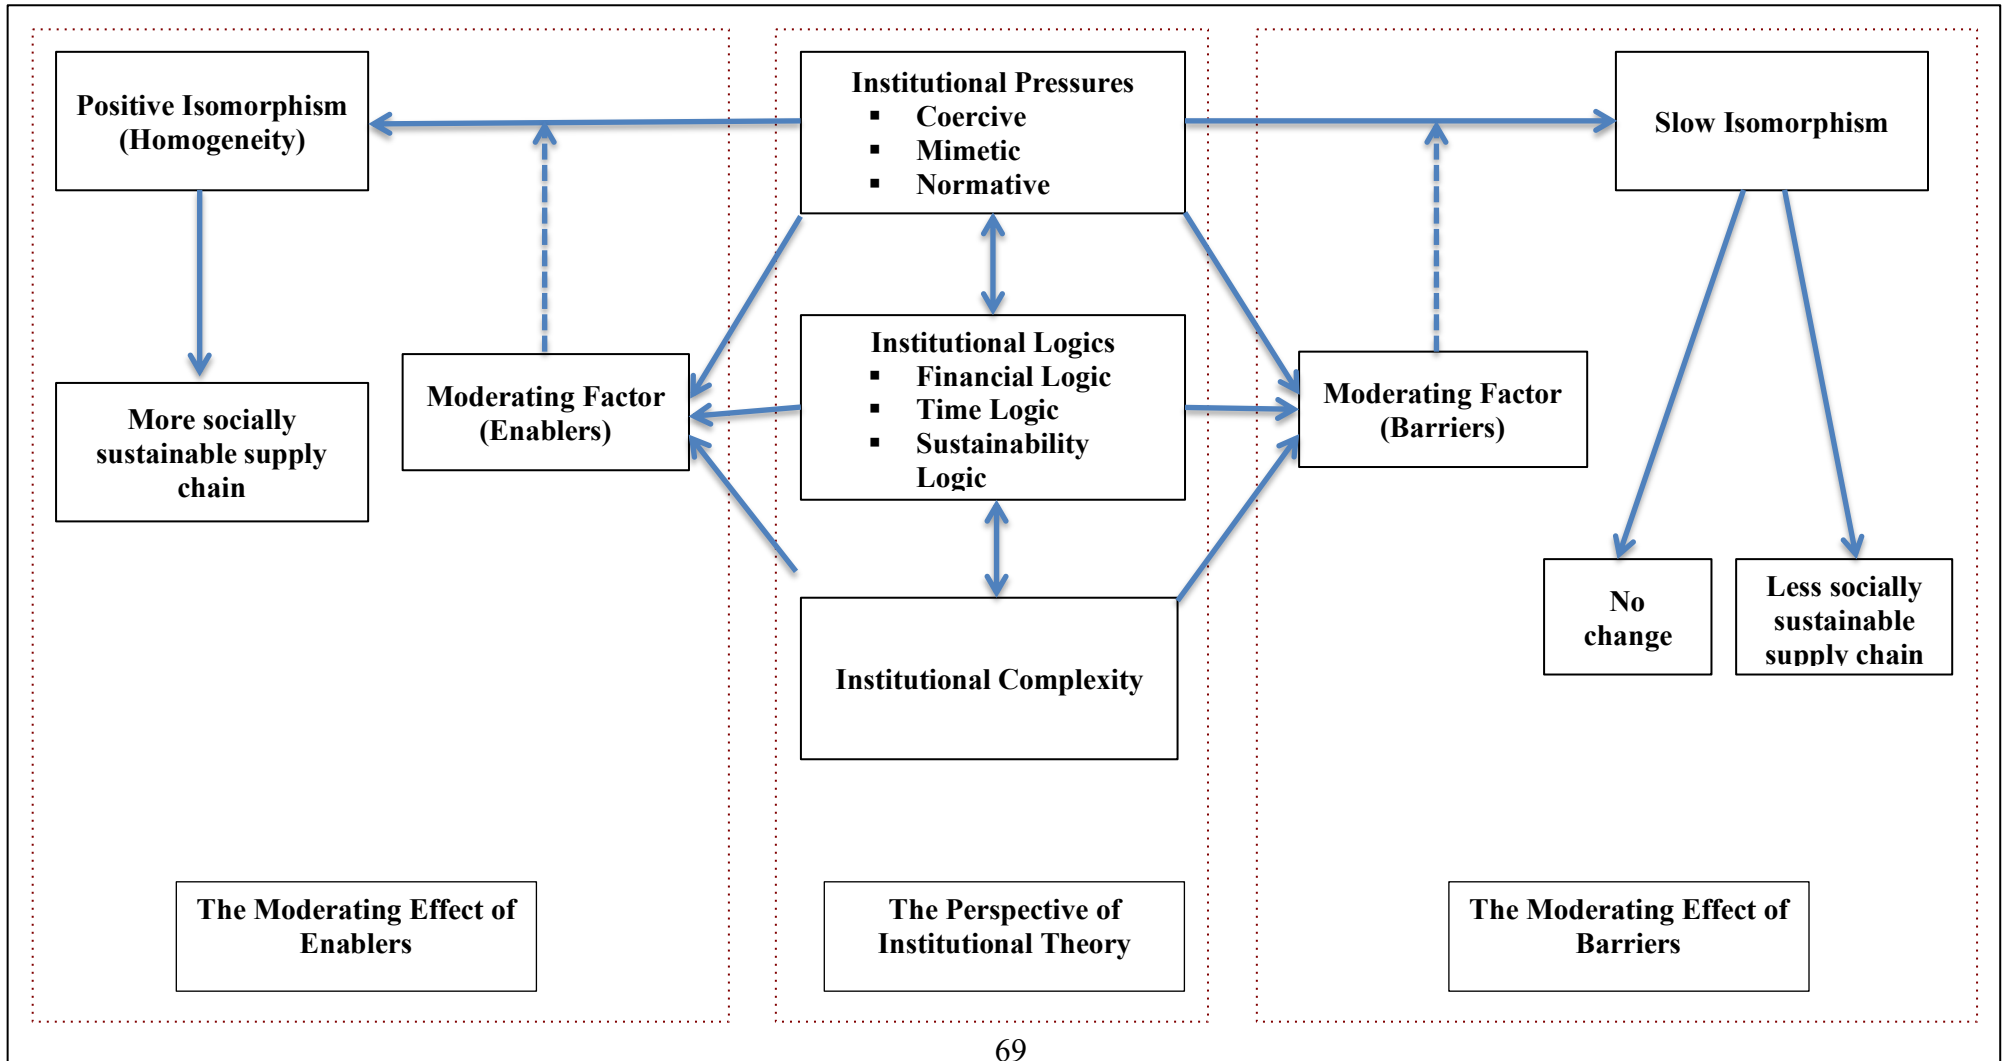 Positive Isomorphism
(Homogeneity)
Institutional Pressures
▪ Coercive
▪ Mimetic
▪ Normative
Slow Isomorphism
More socially
sustainable supply
chain
Moderating Factor
(Enablers)
Institutional Logics
▪ Financial Logic
▪ Time Logic
▪ Sustainability
Logic
Moderating Factor
(Barriers)
Institutional Complexity
No
change
Less socially
sustainable
supply chain
The Moderating Effect of
Enablers
The Perspective of
Institutional Theory
The Moderating Effect of
Barriers
69